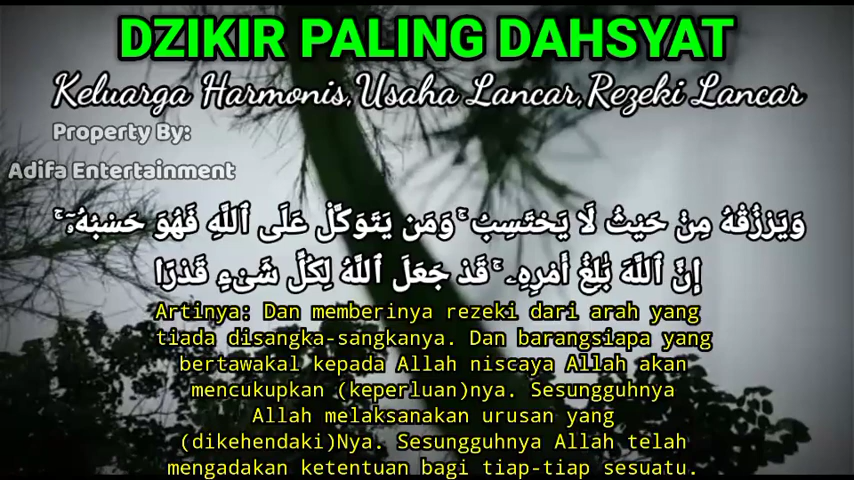 DZIKIR PALING DAHSYAT
Keluarga Harmonis,Usaha Lancar,Rezeki Lancar
Property By:
Adifa Entertainment
وَيَرْزُقْهُ مِنْ حَيْثُ لَا يَحْتَسِبُ ۚ وَمَن يَتَوَكَّلْ عَلَى ٱللَّهِ فَهُوَ حَسْبُهُۥٓ ۚ
إِنَّ ٱللَّهَ بَٰلِغُ أَمْرِهِۦ ۚ قَدْ جَعَلَ ٱللَّهُ لِكُلِّ شَىْءٍ قَدْرًا
Artinya: Dan memberinya rezeki dari arah yang
tiada disangka-sangkanya. Dan barangsiapa yang
bertawakal kepada Allah niscaya Allah akan
mencukupkan (keperluan)nya. Sesungguhnya
Allah melaksanakan urusan yang
(dikehendaki)Nya. Sesungguhnya Allah telah
mengadakan ketentuan bagi tiap-tiap sesuatu.